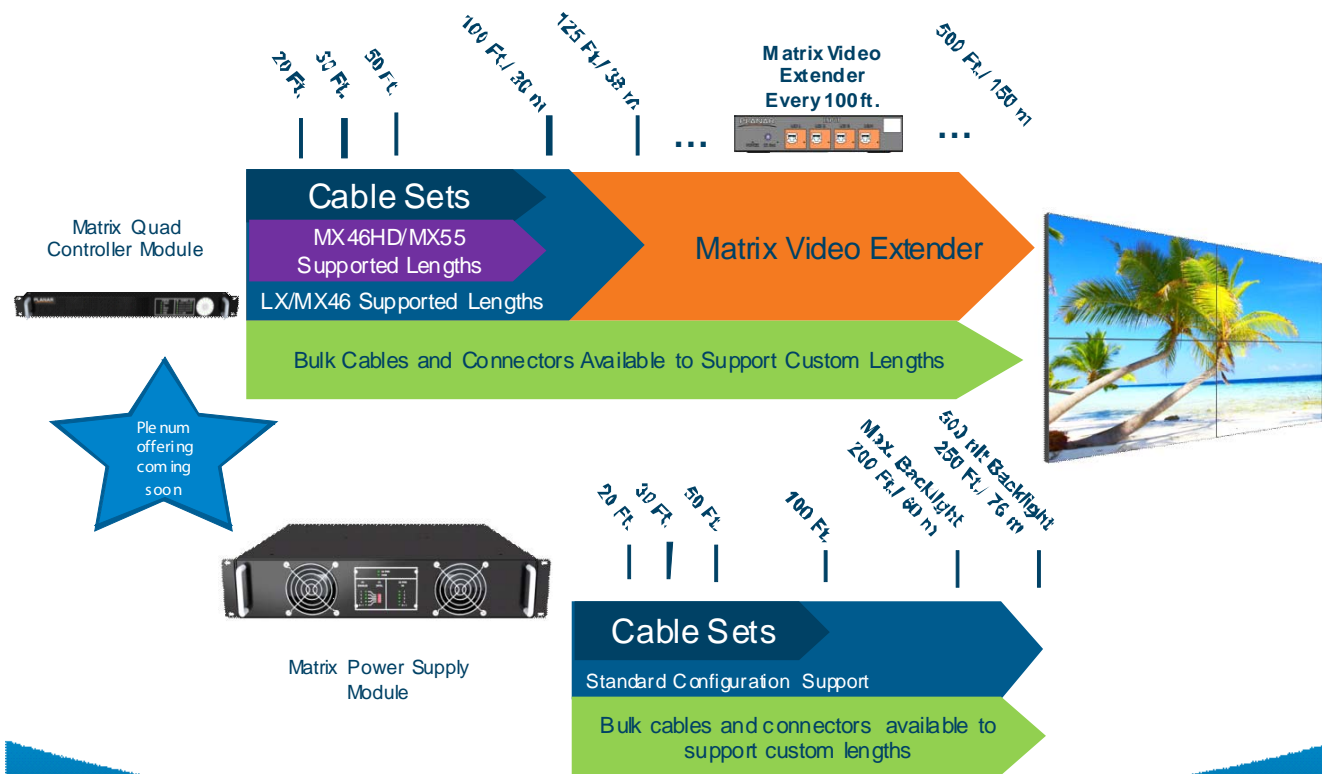 20 Ft.
30 Ft.
50 Ft.
100 Ft./ 30 m
125 Ft./ 38 m
...
Matrix Video
Extender
Every 100ft.
PLANAR
...
500 Ft./ 150 m
Matrix Quad
Controller Module
PLANAR
Cable Sets
MX46HD/MX55
Supported Lengths
LX/MX46 Supported Lengths
Matrix Video Extender
Bulk Cables and Connectors Available to Support Custom Lengths
Plenum
offering
coming
soon
20 Ft.
30 Ft.
50 Ft.
100 Ft.
Max. Backlight
200 Ft./ 60 m
500 nit Backlight
250 Ft./ 76 m
Matrix Power Supply
Module
Cable Sets
Standard Configuration Support
Bulk cables and connectors available to
support custom lengths